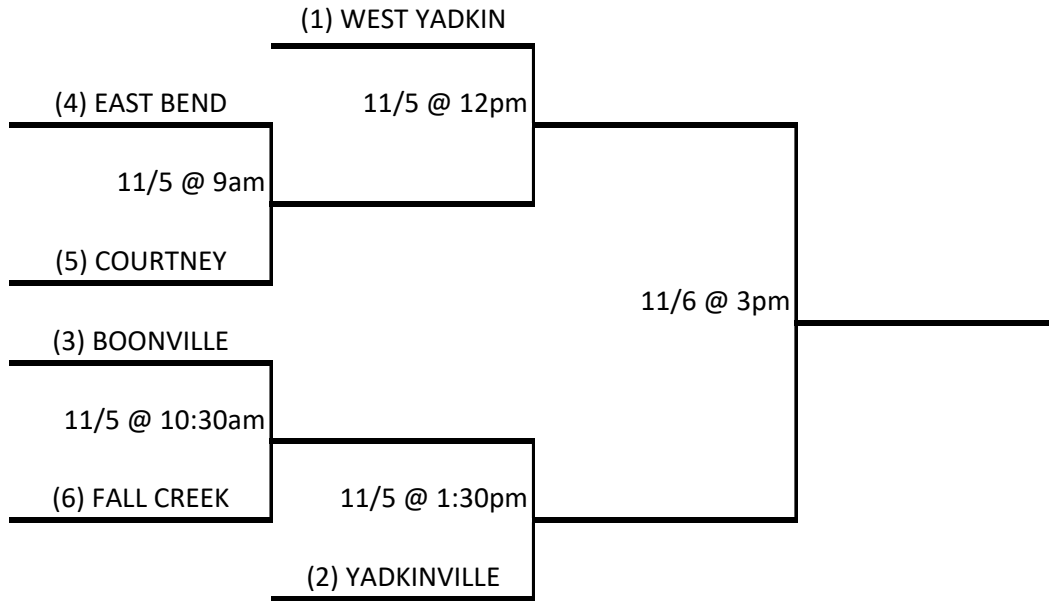 (1) WEST YADKIN
(4) EAST BEND
11/5 @ 12pm
11/5 @ 9am
(5) COURTNEY
11/6 @ 3pm
(3) BOONVILLE
11/5 @ 10:30am
(6) FALL CREEK
11/5 @ 1:30pm
(2) YADKINVILLE